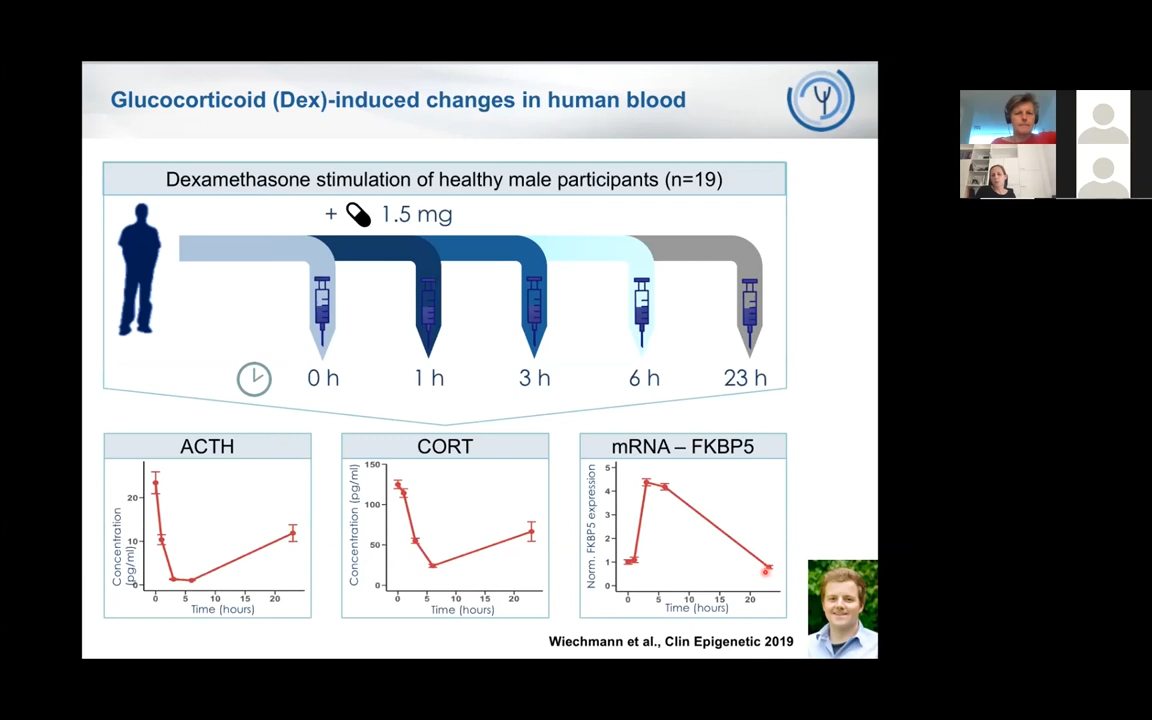 Glucocorticoid (Dex)-induced changes in human blood
Dexamethasone stimulation of healthy male participants (n=19)
+ 1.5 mg
0 h 1 h 3 h 6 h 23 h
ACTH
Concentration
(pg/ml)
20
10
0
0 5 10 15 20
Time (hours)
CORT
Concentration (pg/ml)
150
100
50
0
0 5 10 15 20
Time (hours)
mRNA – FKBP5
Norm. FKBP5 expression
5
4
3
2
1
0
0 5 10 15 20
Time (hours)
Wiechmann et al., Clin Epigenetic 2019